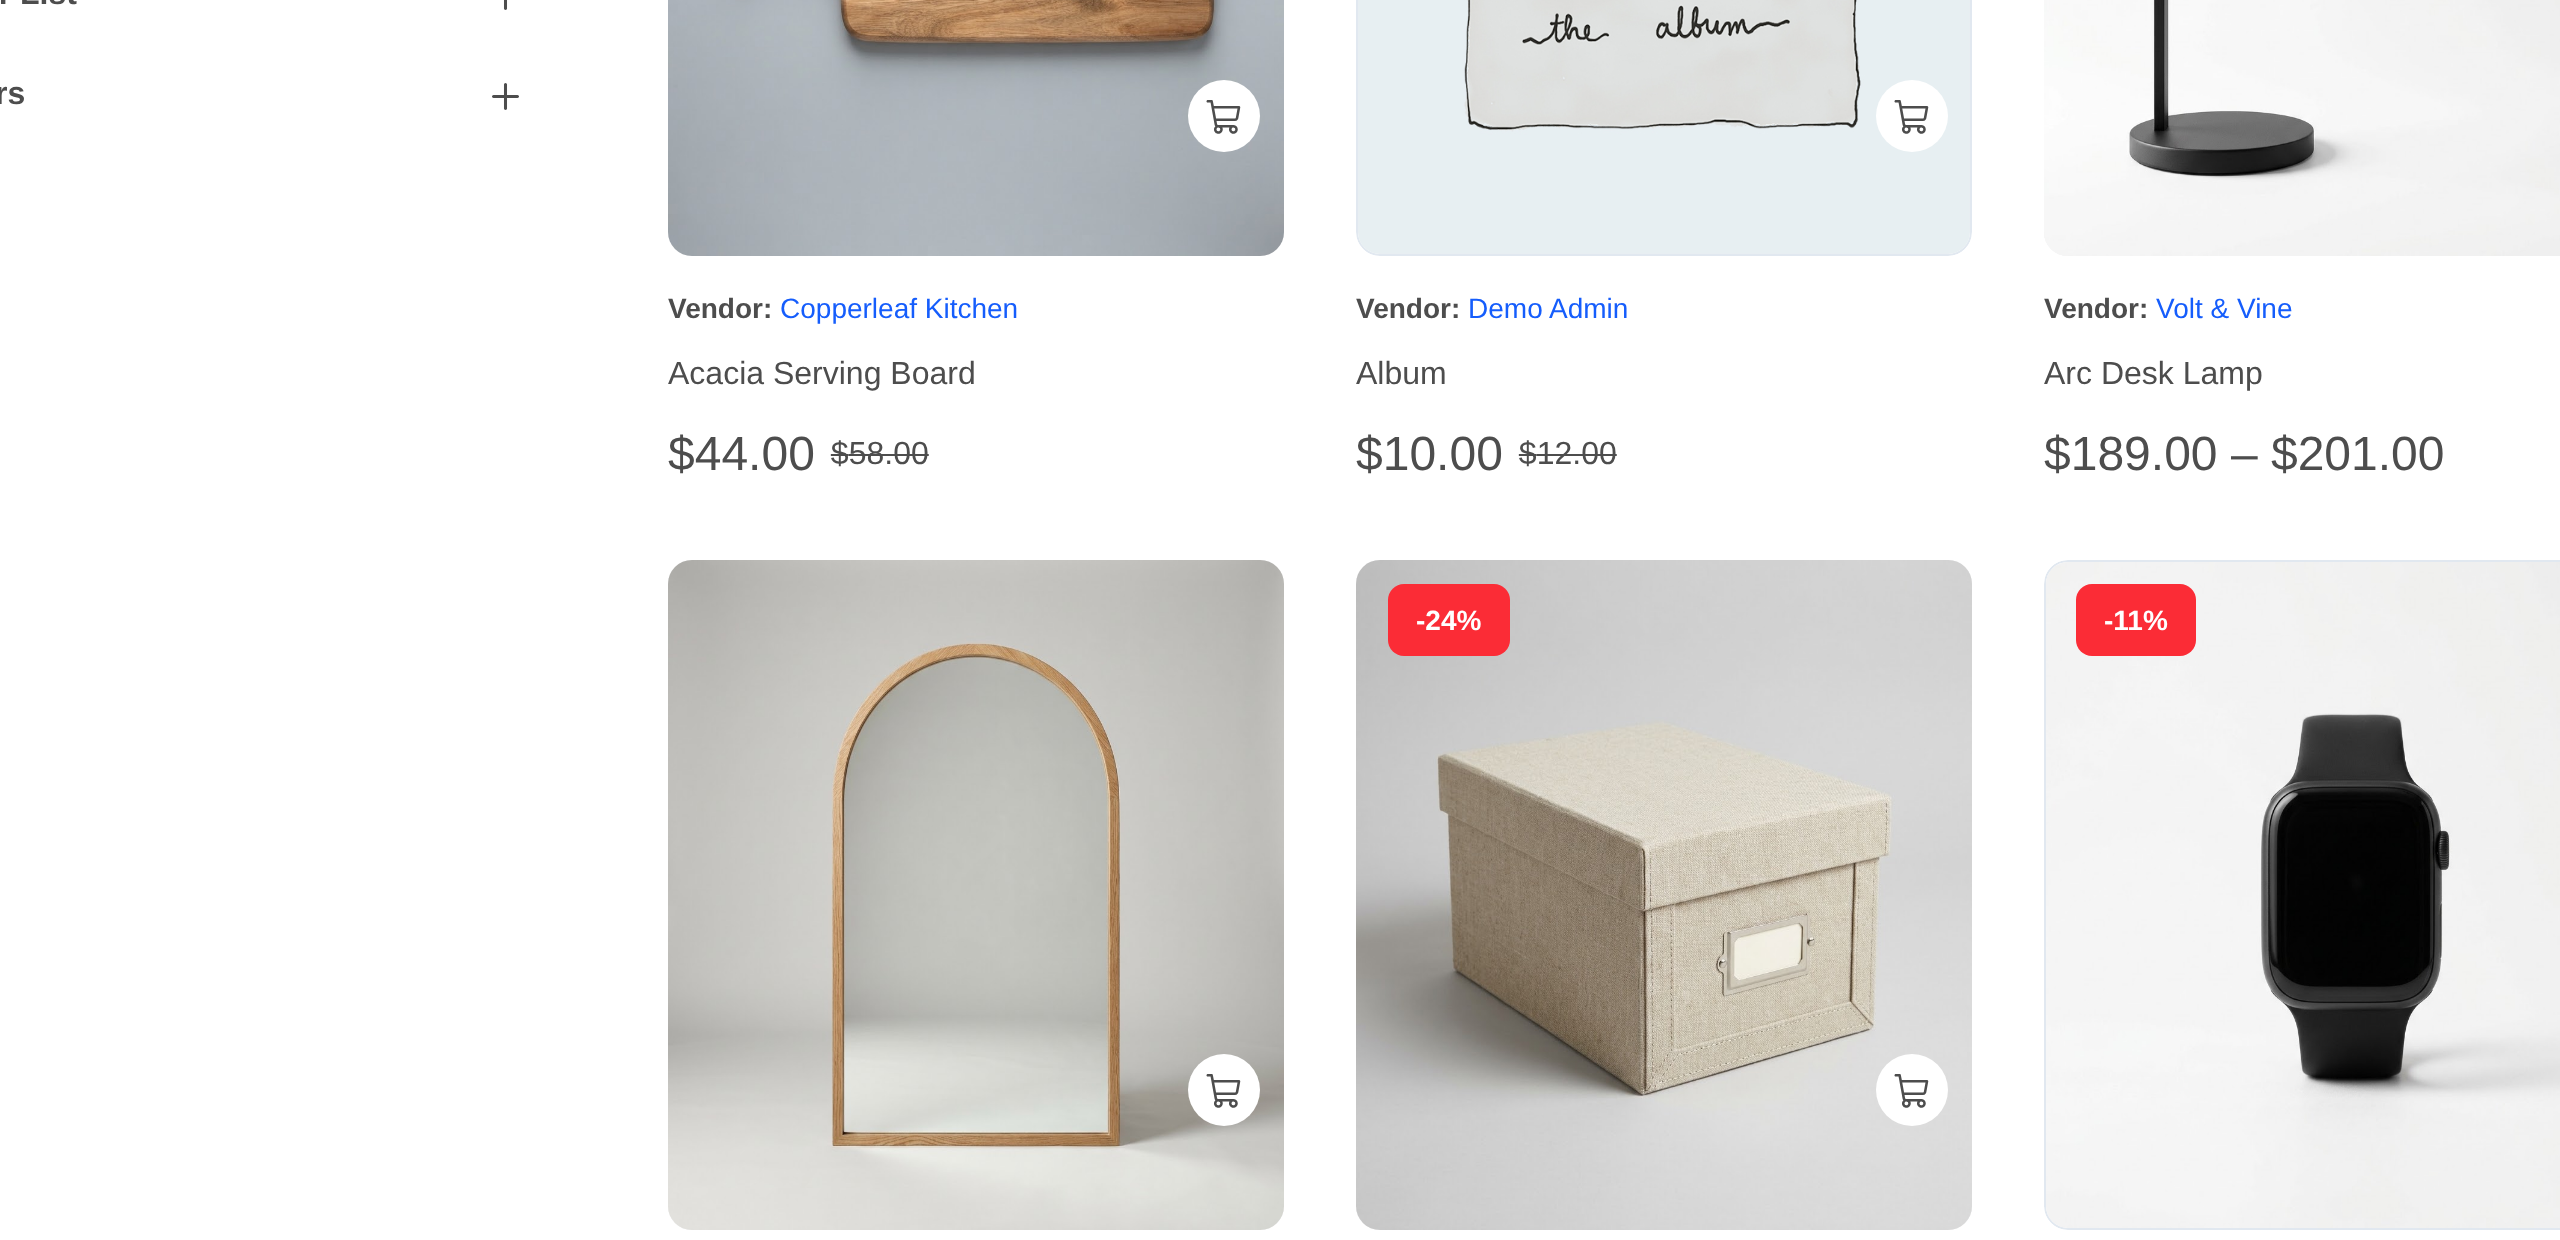 List
rs
the album
Vendor: Copperleaf Kitchen
Vendor: Demo Admin
Vendor: Volt & Vine
Acacia Serving Board
Album
Arc Desk Lamp
$44.00 $58.00
$10.00 $12.00
$189.00 – $201.00
-24%
-11%